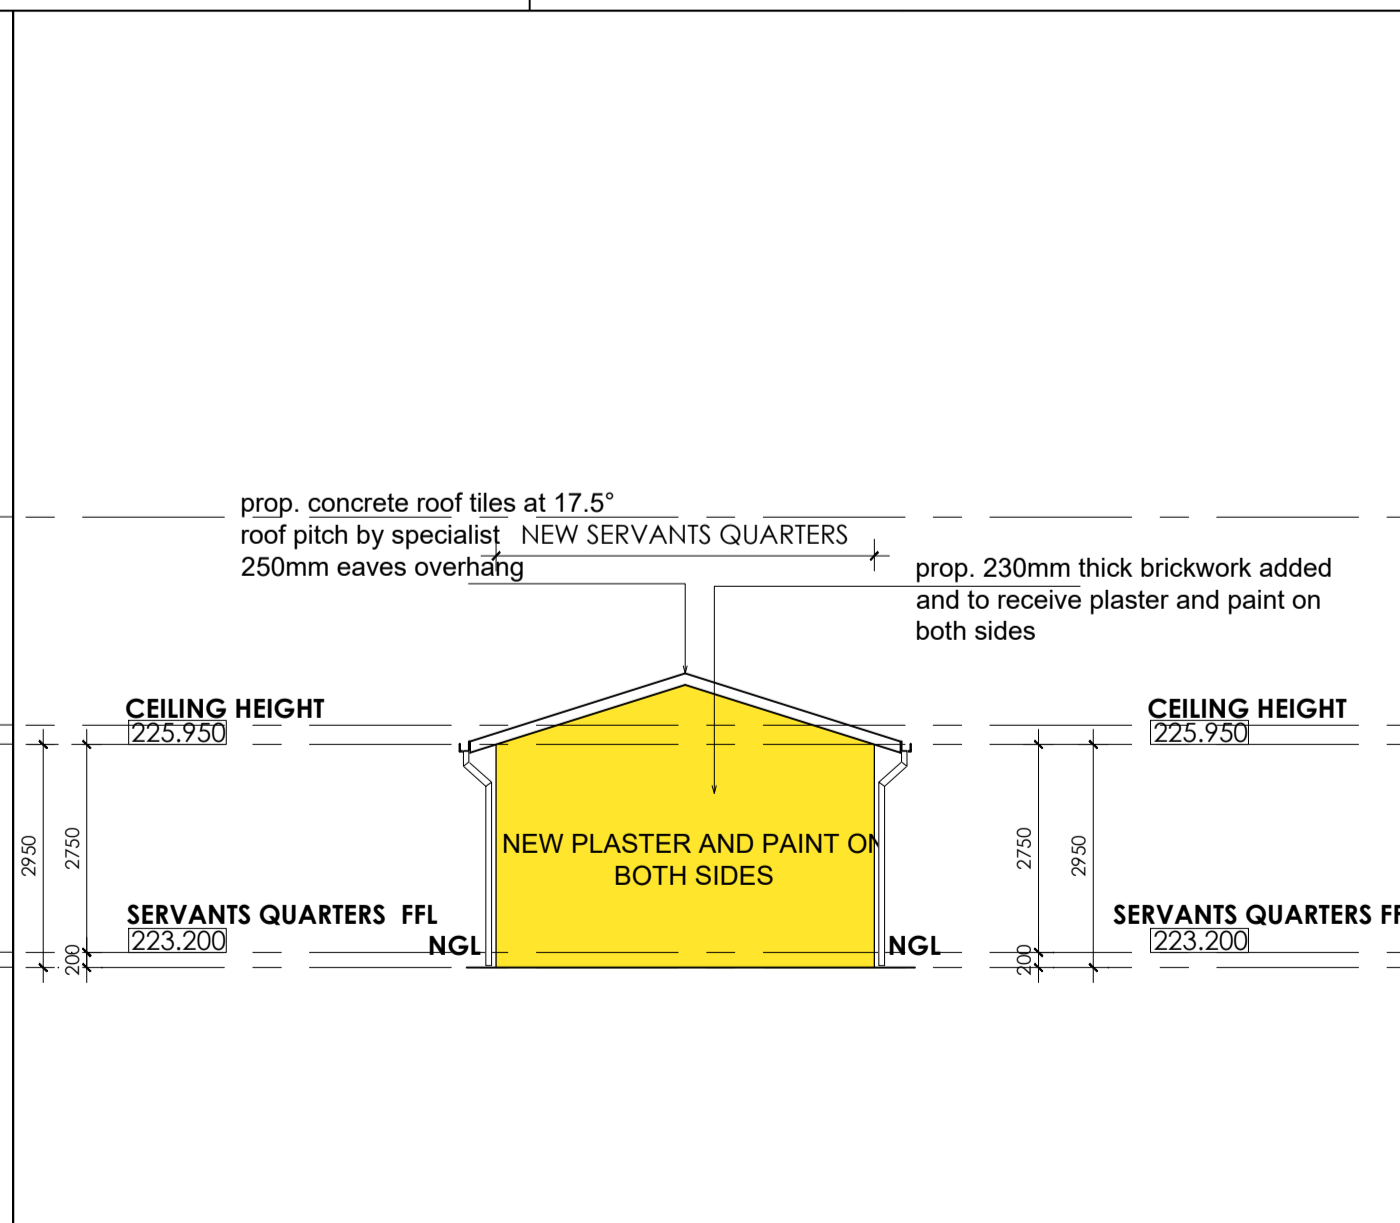 prop. concrete roof tiles at 17.5°
roof pitch by specialist
250mm eaves overhang
NEW SERVANTS QUARTERS
prop. 230mm thick brickwork added
and to receive plaster and paint on
both sides
CEILING HEIGHT
225.950
CEILING HEIGHT
225.950
2950
2750
2750
2950
NEW PLASTER AND PAINT ON
BOTH SIDES
SERVANTS QUARTERS FFL
223.200
NGL
NGL
SERVANTS QUARTERS FF
223.200
200
200